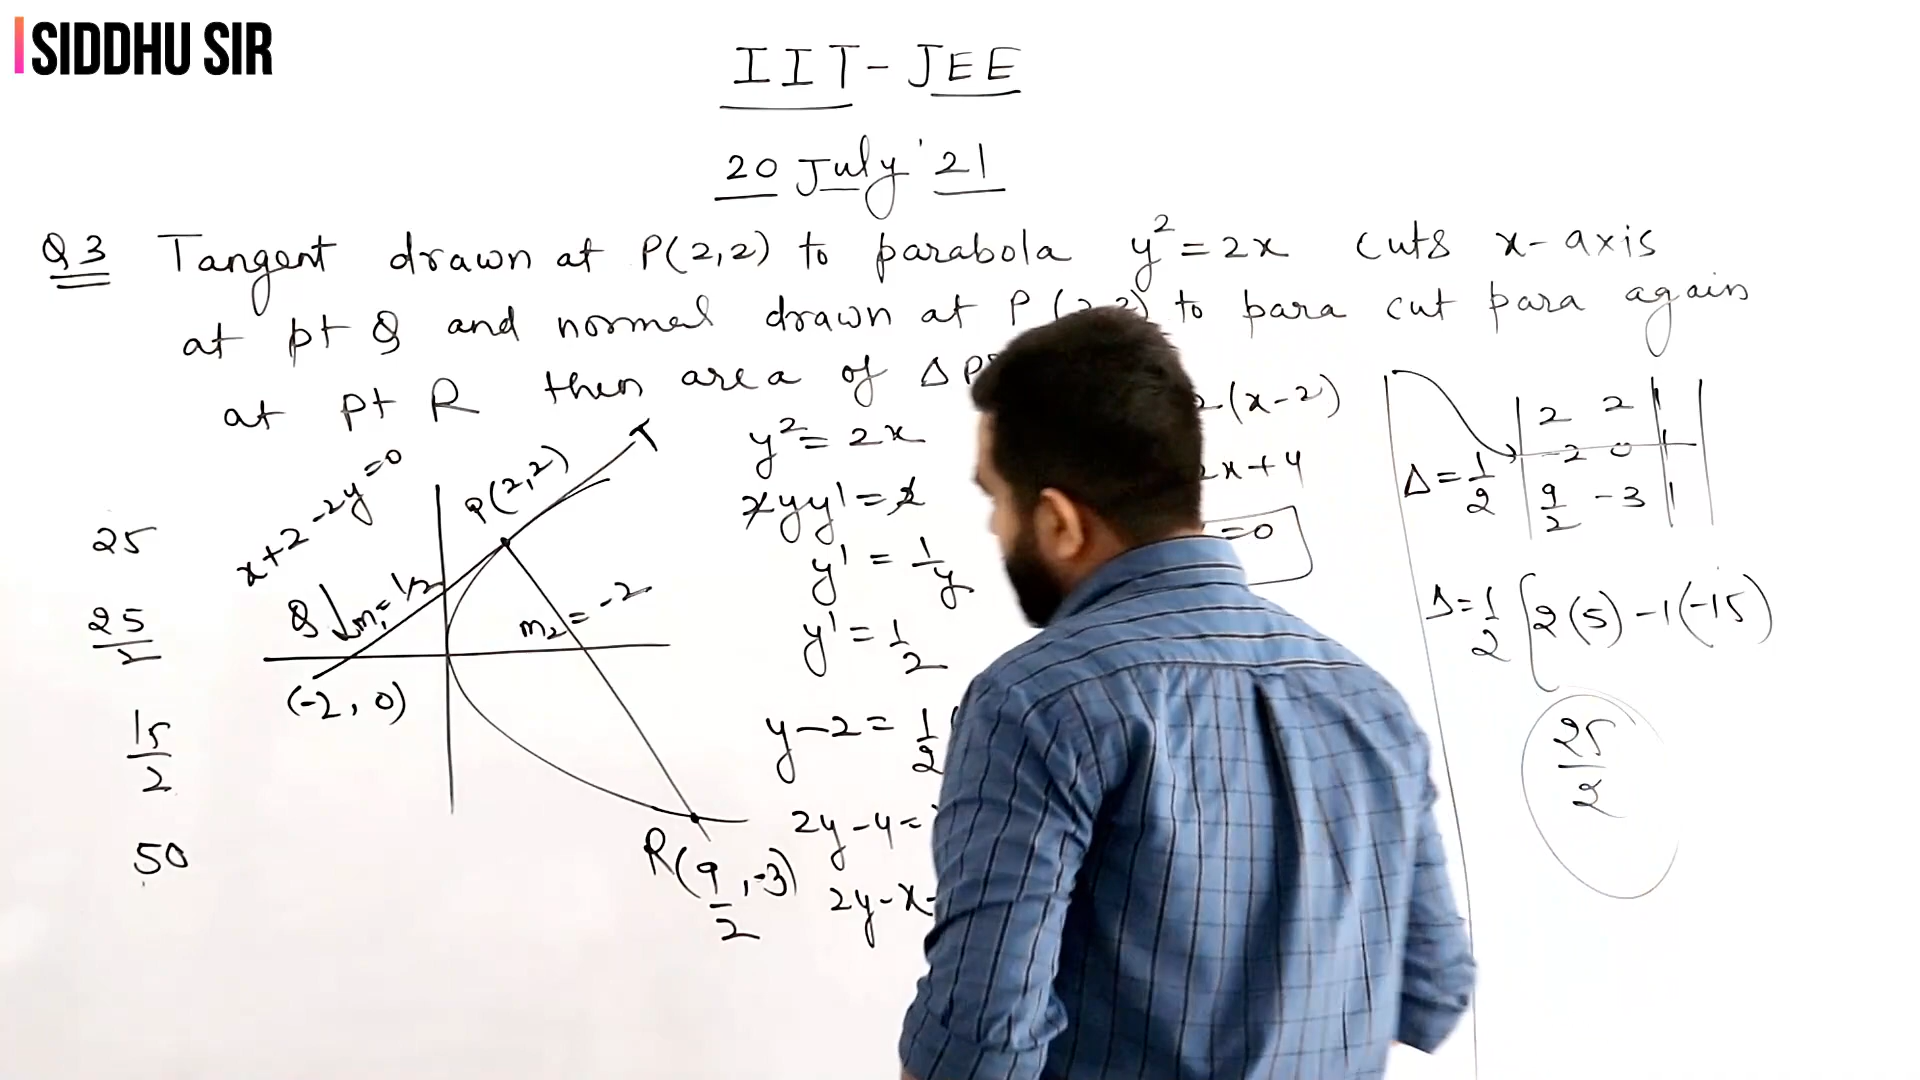 SIDDHU SIR
IIT-JEE
20 July '21
Q3 Tangent drawn at P(2,2) to parabola y² = 2x cuts x-axis
at pt Q and normal drawn at P to para cut para again
at pt R then area of Δ P
x+2-2y=0
P(2,2) T
Q m₁=1/2
m₂=-2
(-2, 0)
R(9/2, -3)
25
25/2
15/2
50
y² = 2x
2yy' = 2
y' = 1/y
y' = 1/2
y-2 = 1/2
2y-4=
2y-x-
2(x-2)
2x+4
=0
Δ = 1/2 | 2 2 1 |
| -2 0 1 |
| 9/2 -3 1 |
Δ = 1/2 [2(5) -1(-15)
25/2